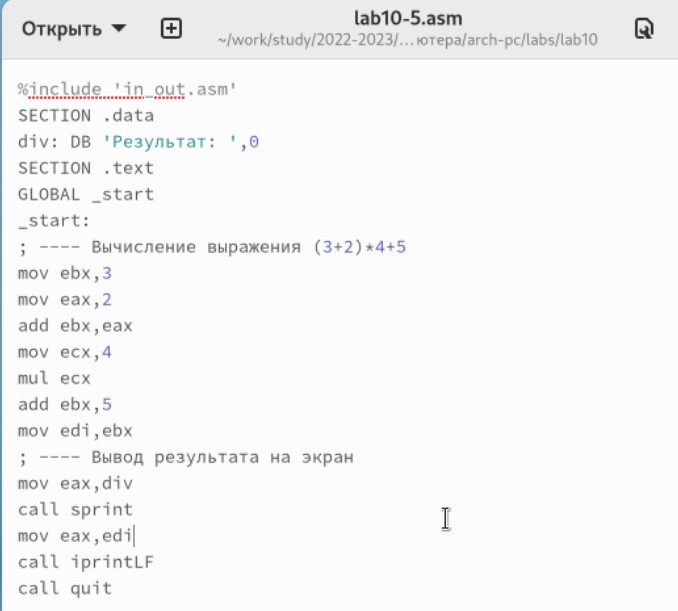 Открыть
lab10-5.asm
~/work/study/2022-2023/... ютера/arch-pc/labs/lab10
%include 'in_out.asm'
SECTION .data
div: DB 'Результат: ',0
SECTION .text
GLOBAL _start
_start:
; ---- Вычисление выражения (3+2)*4+5
mov ebx,3
mov eax,2
add ebx,eax
mov ecx,4
mul ecx
add ebx,5
mov edi,ebx
; ---- Вывод результата на экран
mov eax,div
call sprint
mov eax,edi
call iprintLF
call quit